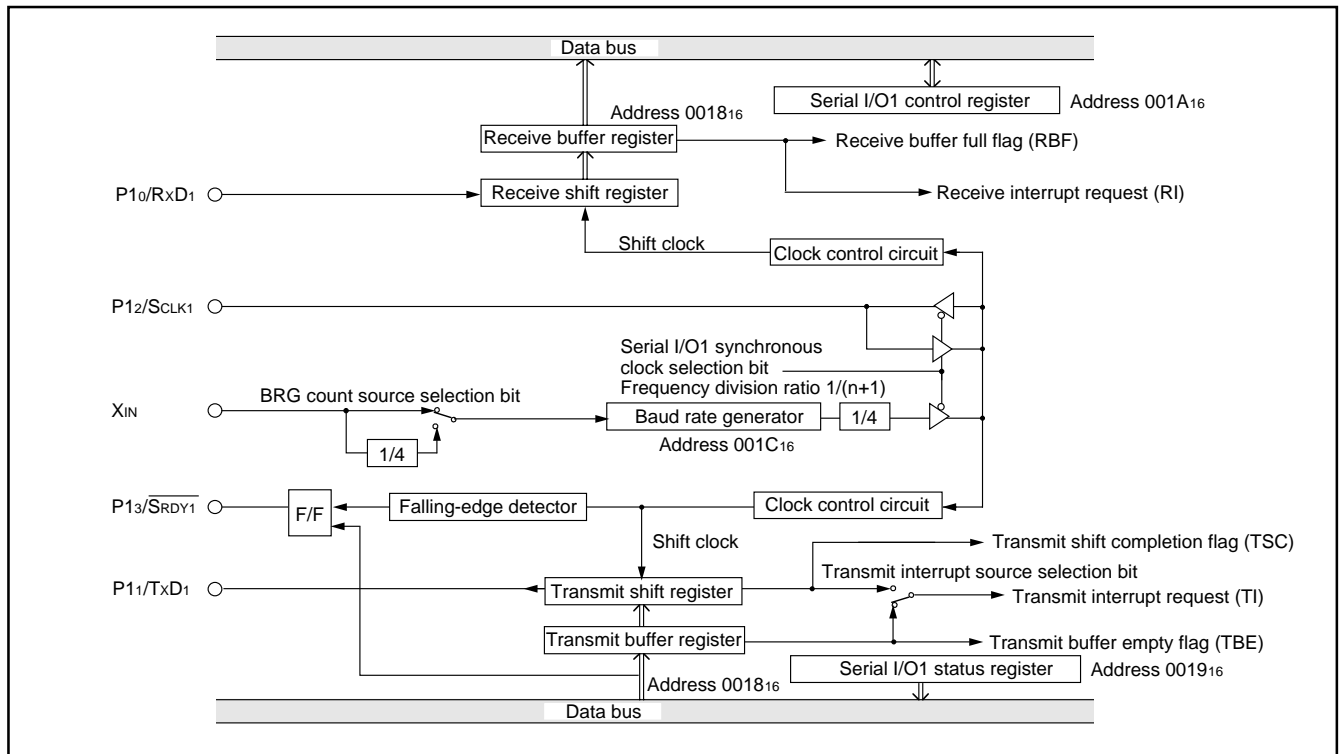 Data bus
Serial I/O1 control register
Address 001A16
Address 001816
Receive buffer register
Receive buffer full flag (RBF)
P10/RXD1
Receive shift register
Receive interrupt request (RI)
Shift clock
Clock control circuit
P12/SCLK1
Serial I/O1 synchronous
clock selection bit
Frequency division ratio 1/(n+1)
BRG count source selection bit
XIN
Baud rate generator
1/4
1/4
Address 001C16
P13/SRDY1
F/F
Falling-edge detector
Clock control circuit
Shift clock
Transmit shift completion flag (TSC)
Transmit interrupt source selection bit
P11/TXD1
Transmit shift register
Transmit interrupt request (TI)
Transmit buffer register
Transmit buffer empty flag (TBE)
Serial I/O1 status register
Address 001916
Address 001816
Data bus